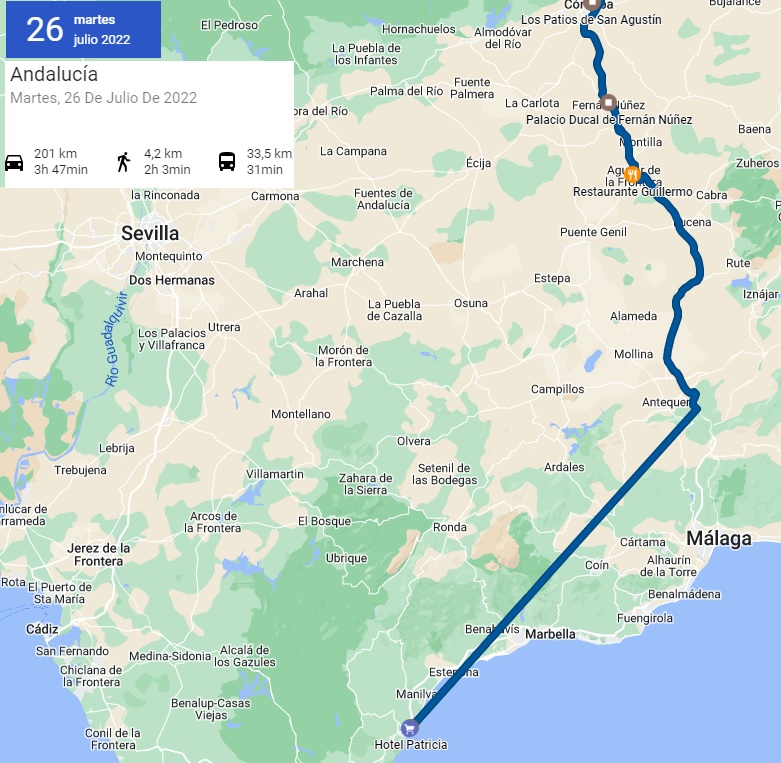 26
martes
julio 2022
Andalucía
Martes, 26 De Julio De 2022
201 km
3h 47min
4,2 km
2h 3min
33,5 km
31min
El Pedroso
Hornachuelos
Almodóvar
del Río
Los Patios de San Agustín
Bujalance
La Puebla de
los Infantes
Palma del Río
Fuente
Palmera
La Carlota
Palacio Ducal de Fernán Núñez
Montilla
Baena
La Campana
Écija
Zuheros
Restaurante Guillermo
Cabra
la Rinconada
Carmona
Fuentes de
Andalucía
Sevilla
Montequinto
Dos Hermanas
Puente Genil
Marchena
Estepa
Rute
Iznájar
Arahal
La Puebla
de Cazalla
Osuna
Alameda
Río Guadalquivir
Los Palacios
y Villafranca
Utrera
Morón de
la Frontera
Mollina
Campillos
Montellano
Olvera
Lebrija
Trebujena
Villamartin
Zahara de
la Sierra
Setenil de
las Bodegas
Ardales
Arcos de
la Frontera
El Bosque
Ronda
Málaga
Jerez de la
Frontera
Ubrique
Cártama
Coín
Alhaurín
de la Torre
Rota
El Puerto de
Sta María
Benalmádena
Fuengirola
Cádiz
Marbella
San Fernando
Medina-Sidonia
Alcalá de
los Gazules
Chiclana de
la Frontera
Benalup-Casas
Viejas
Conil de la
Frontera
Hotel Patricia